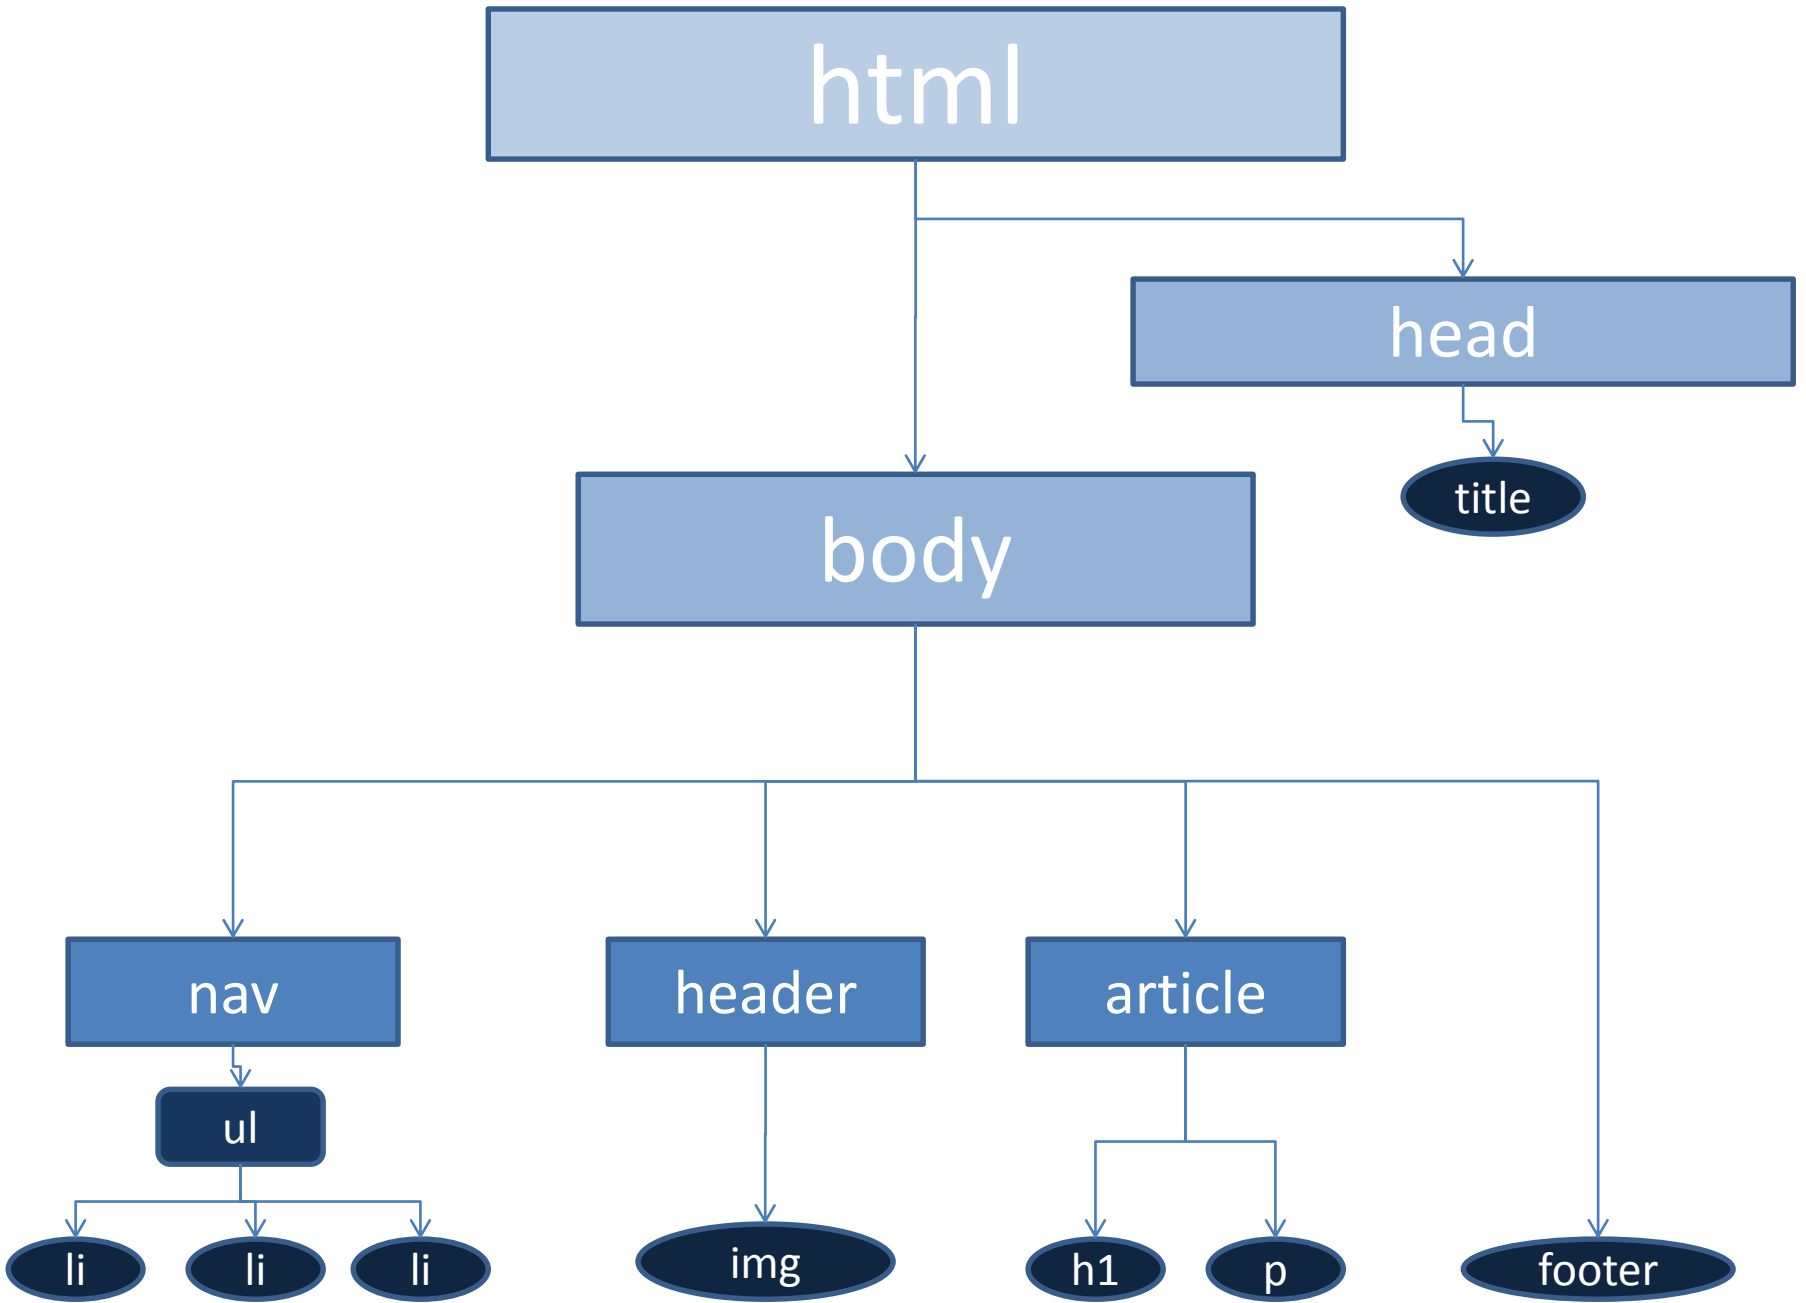 html
head
title
body
nav
header
article
ul
li
li
li
img
h1
p
footer